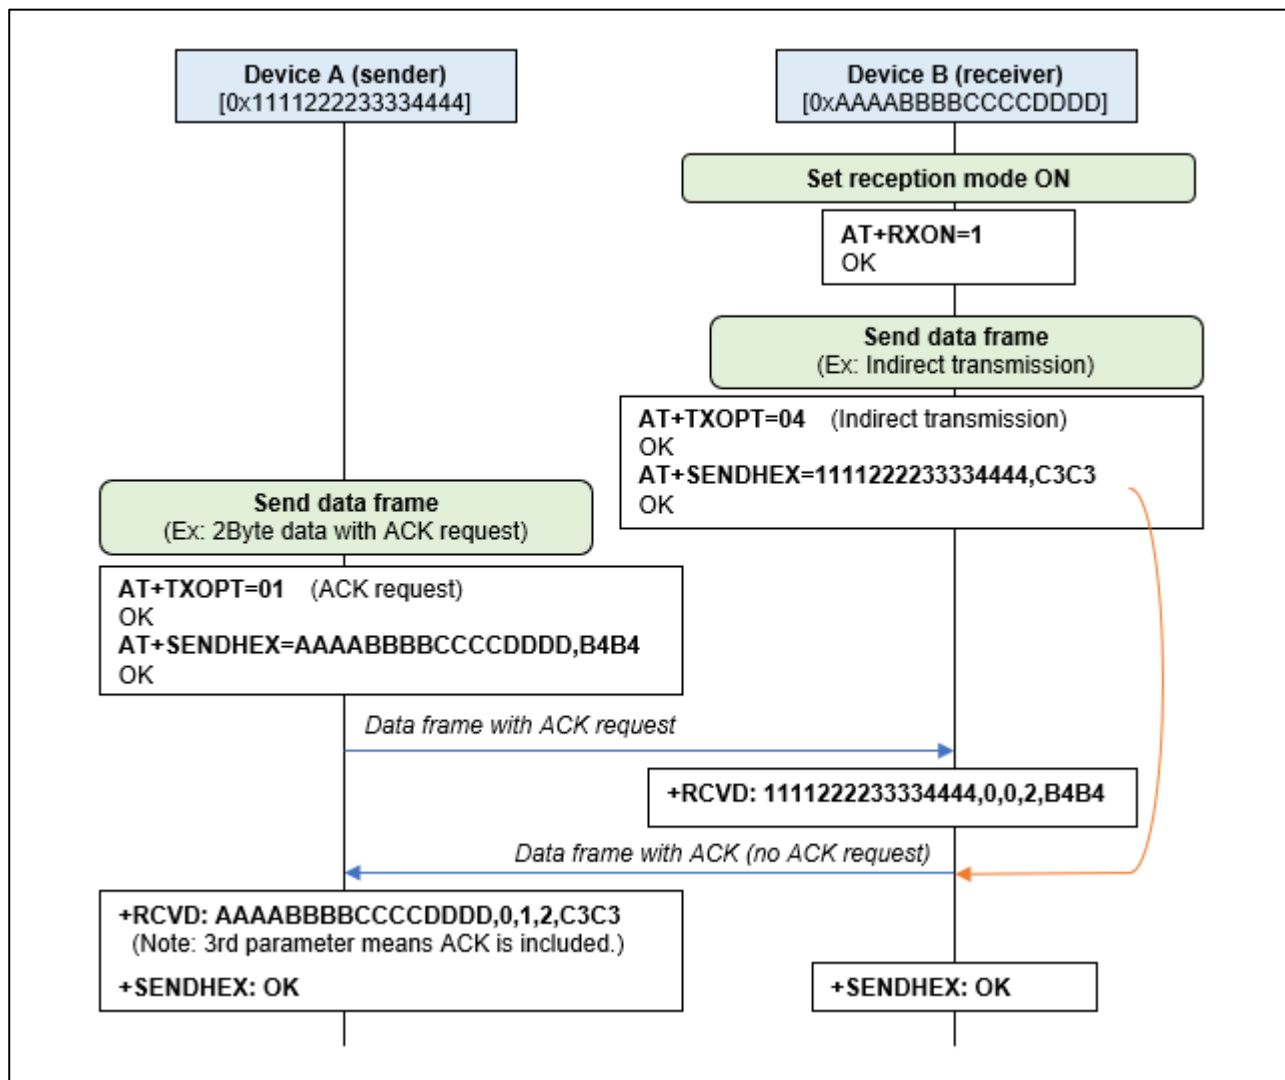 Device A (sender)
[0x1111222233334444]
Device B (receiver)
[0xAAAABBBBCCCCDDDD]
Set reception mode ON
AT+RXON=1
OK
Send data frame
(Ex: Indirect transmission)
AT+TXOPT=04 (Indirect transmission)
OK
AT+SENDHEX=1111222233334444,C3C3
OK
Send data frame
(Ex: 2Byte data with ACK request)
AT+TXOPT=01 (ACK request)
OK
AT+SENDHEX=AAAABBBBCCCCDDDD,B4B4
OK
Data frame with ACK request
+RCVD: 1111222233334444,0,0,2,B4B4
Data frame with ACK (no ACK request)
+RCVD: AAAABBBBCCCCDDDD,0,1,2,C3C3
(Note: 3rd parameter means ACK is included.)
+SENDHEX: OK
+SENDHEX: OK